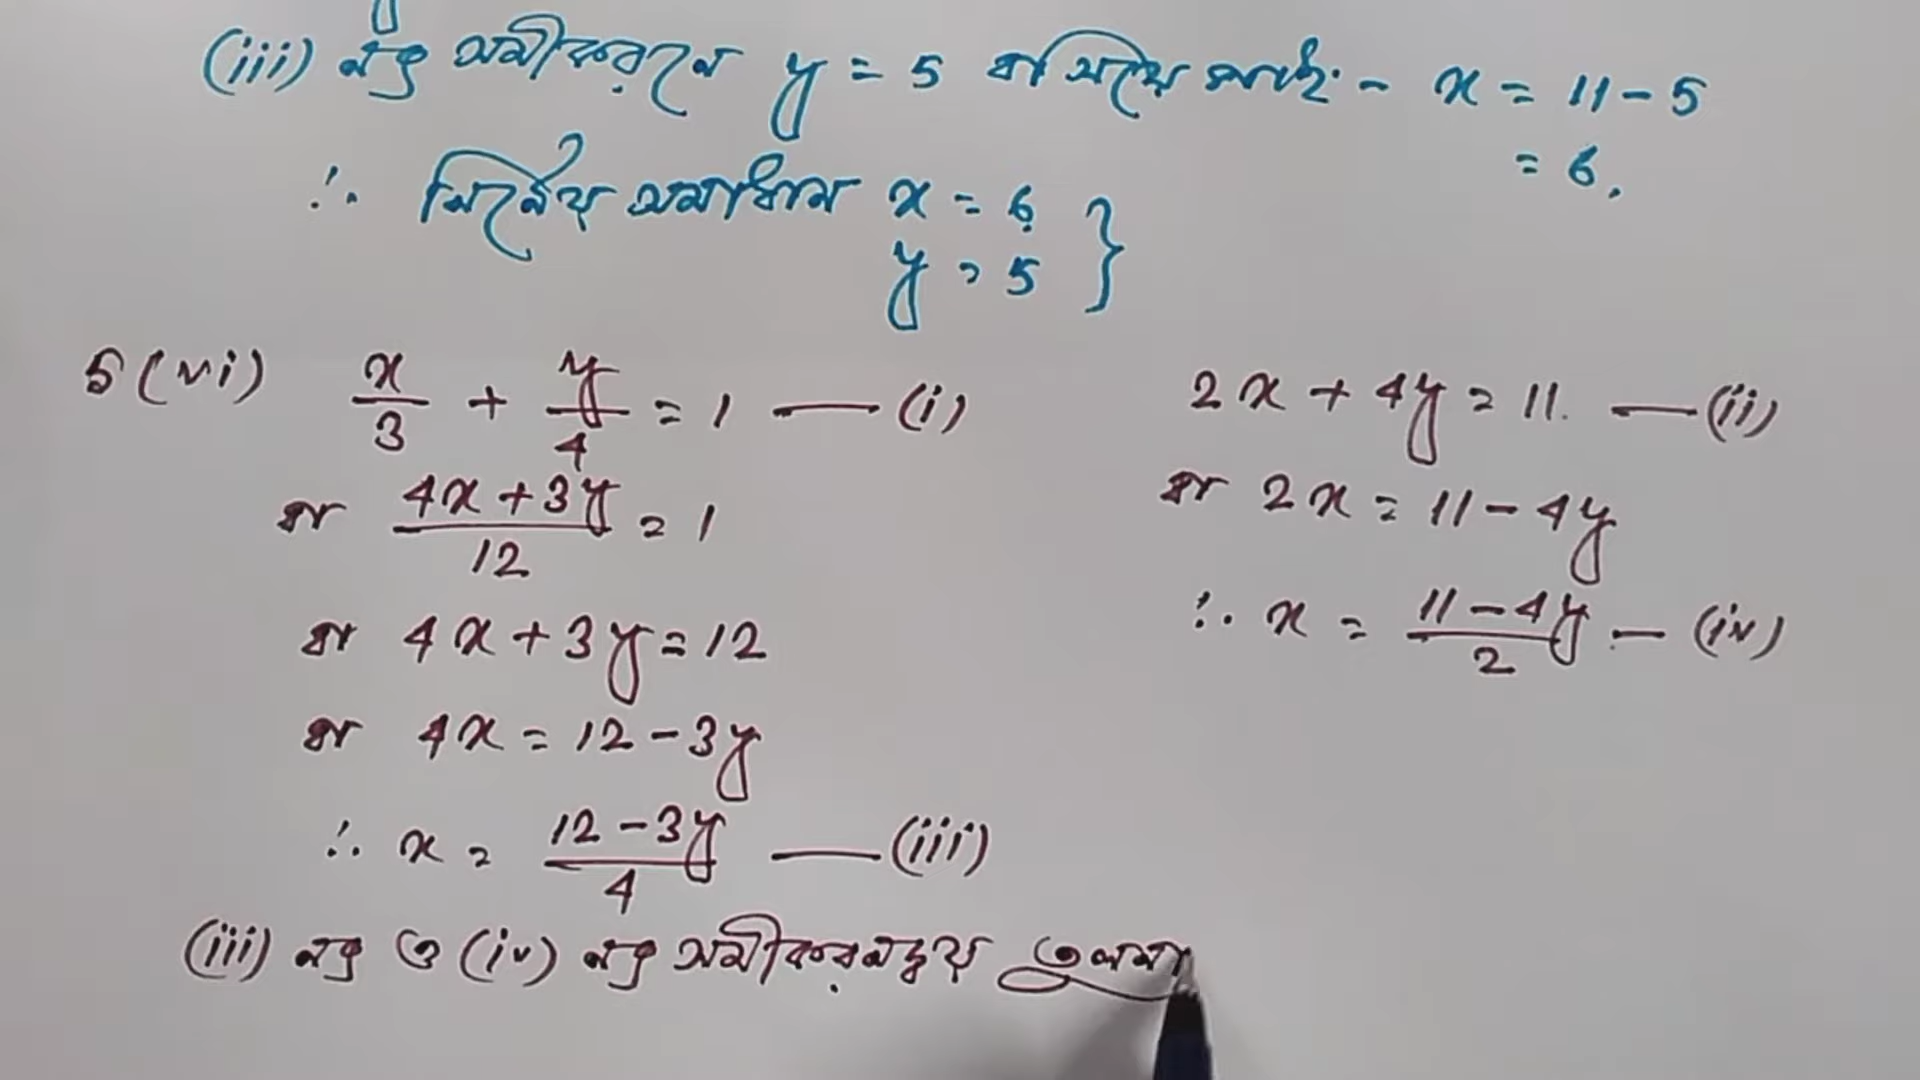 (iii) নং সমীকরনে y = 5 বসিয়ে পাই - x = 11 - 5
= 6.
∴ নির্নেয় সমাধান x = 6
y = 5 }
5(vi) x/3 + y/4 = 1 —— (i)
বা (4x + 3y)/12 = 1
বা 4x + 3y = 12
বা 4x = 12 - 3y
∴ x = (12 - 3y)/4 —— (iii)
2x + 4y = 11. —— (ii)
বা 2x = 11 - 4y
∴ x = (11 - 4y)/2 — (iv)
(iii) নং ও (iv) নং সমীকরনদ্বয় তুলনা